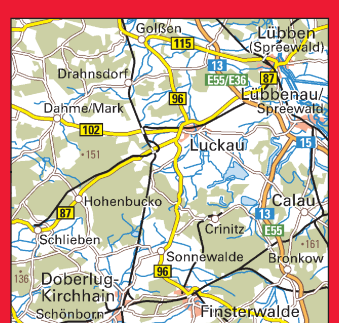 Golßen
Lübben
(Spreewald)
115
13
E55/E36
87
Drahnsdorf
96
Lübbenau/
Spreewald
Dahme/Mark
102
Luckau
15
151
Hohenbucko
87
Calau
13
Crinitz
E55
Schlieben
161
Sonnewalde
Bronkow
96
136
Doberlug-
Kirchhain
Schönborn
Finsterwalde